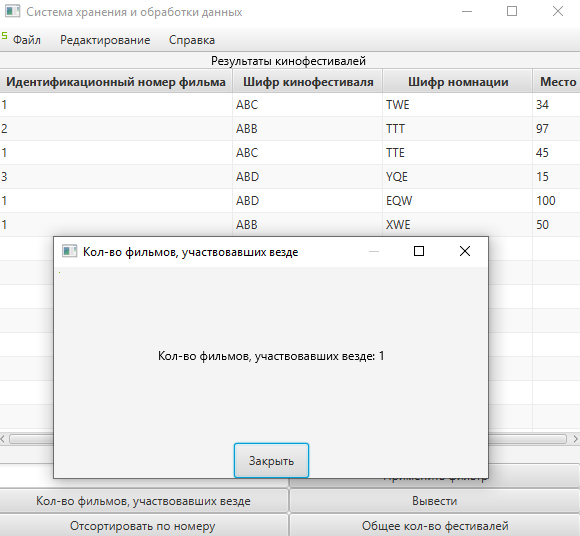 Система хранения и обработки данных
Файл Редактирование Справка
Результаты кинофестивалей
Идентификационный номер фильма Шифр кинофестиваля Шифр номнации Место
1 ABC TWE 34
2 ABB TTT 97
1 ABC TTE 45
3 ABD YQE 15
1 ABD EQW 100
1 ABB XWE 50
Кол-во фильмов, участвовавших везде
Кол-во фильмов, участвовавших везде: 1
Закрыть
Применить фильтр
Кол-во фильмов, участвовавших везде Вывести
Отсортировать по номеру Общее кол-во фестивалей